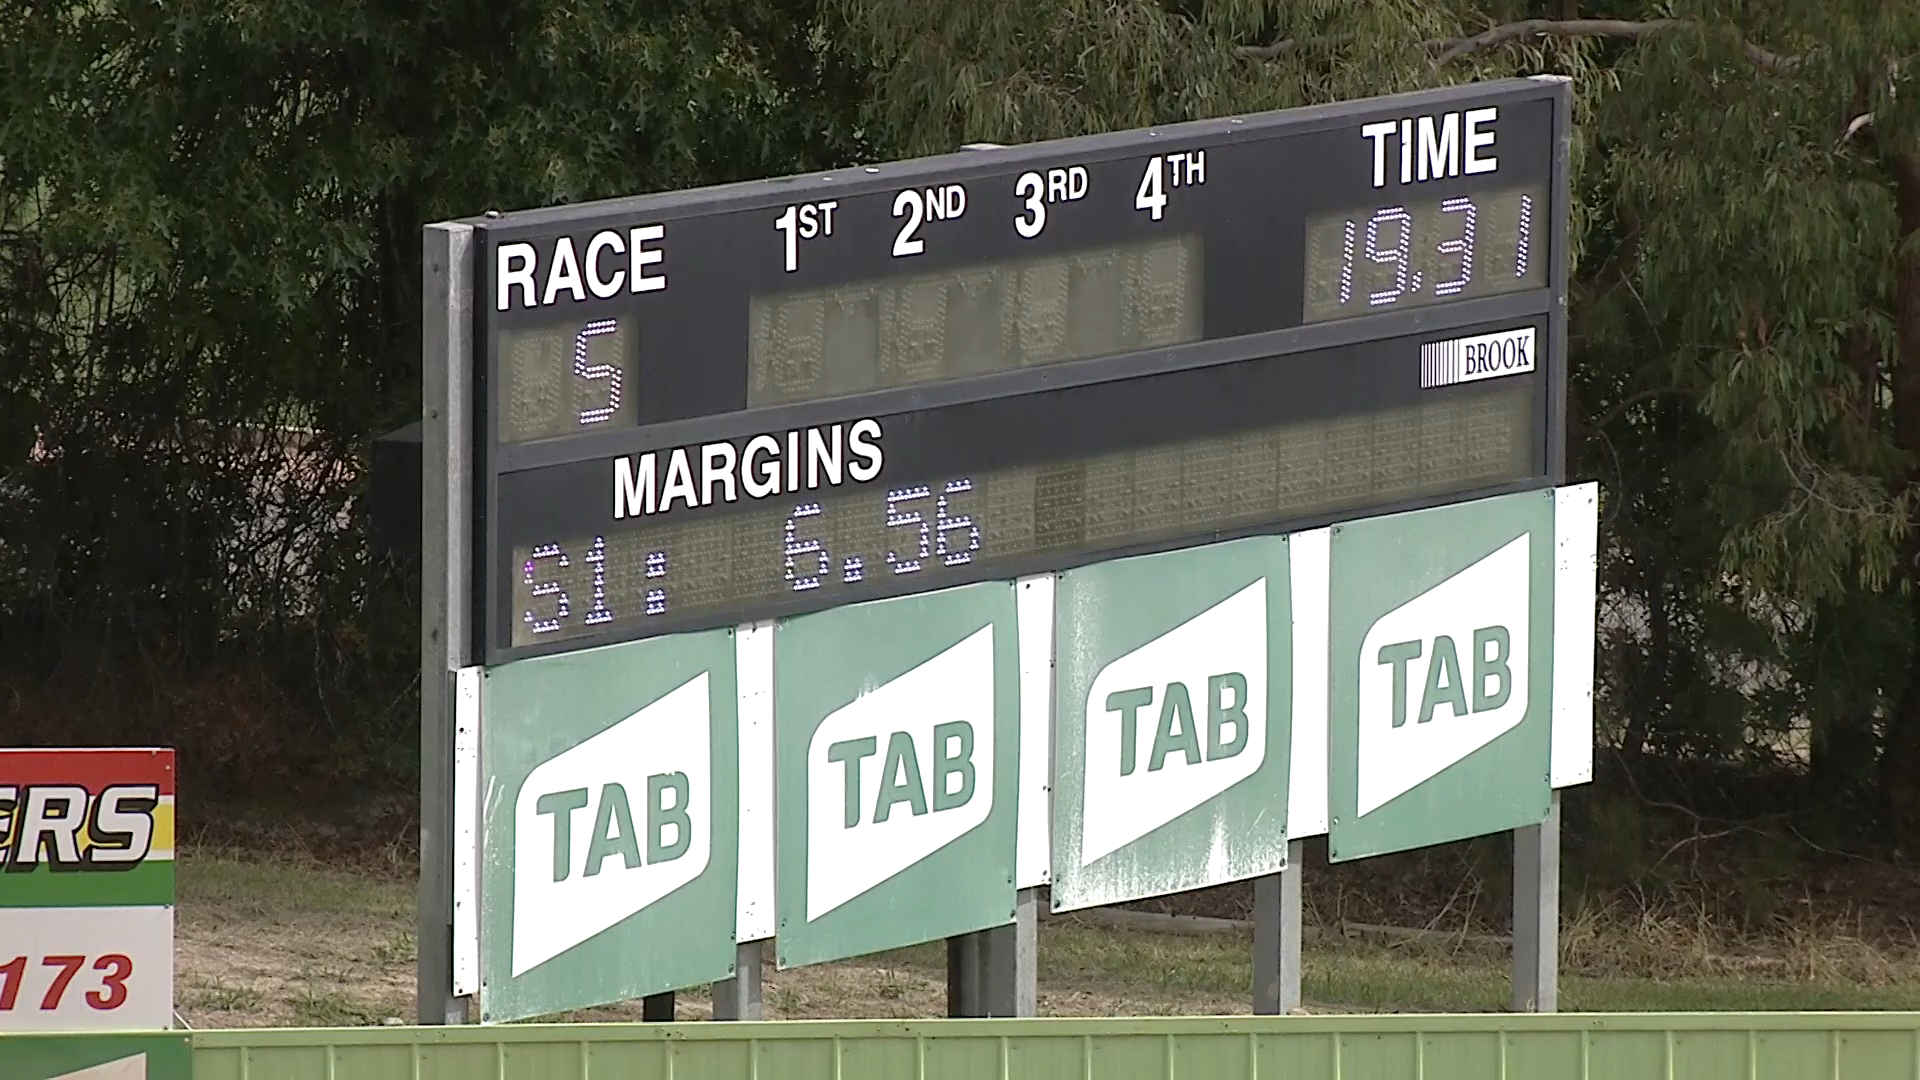 RACE 1ST 2ND 3RD 4TH TIME
5 19.31
BROOK
MARGINS
S1: 6.56
TAB TAB TAB TAB
ERS
173